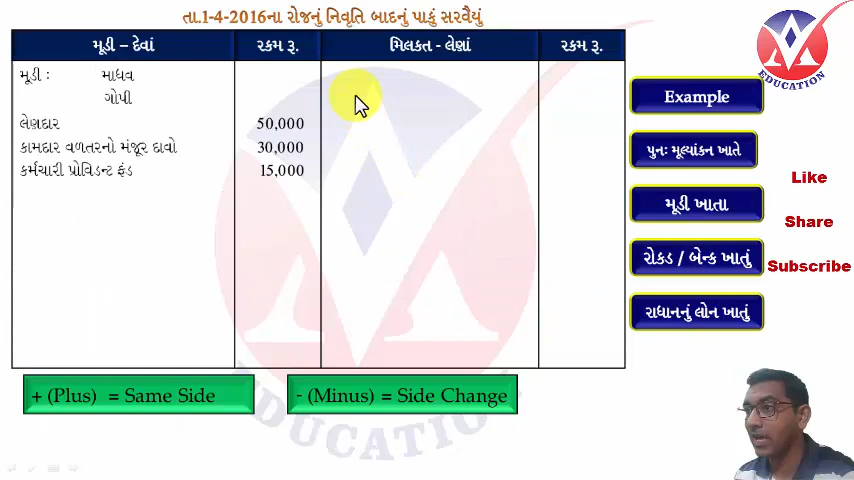 તા.1-4-2016ના રોજનું નિવૃતિ બાદનું પાકું સરવૈયું
મૂડી – દેવાં રકમ રૂ. મિલકત - લેણાં રકમ રૂ.
મૂડી : માધવ
ગોપી
લેણદાર 50,000
કામદાર વળતરનો મંજૂર દાવો 30,000
કર્મચારી પ્રોવિડન્ટ ફંડ 15,000
+ (Plus) = Same Side
- (Minus) = Side Change
EDUCATION
EDUCATION
Example
પુનઃ મૂલ્યાંકન ખાતે
મૂડી ખાતા
રોકડ / બેન્ક ખાતું
રાધાનનું લોન ખાતું
Like
Share
Subscribe